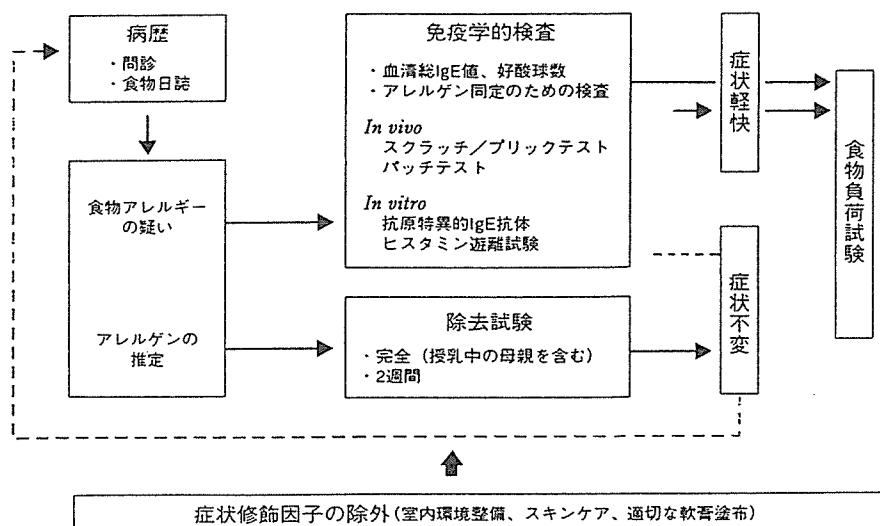 病歴
・問診
・食物日誌
食物アレルギー
の疑い
アレルゲンの
推定
免疫学的検査
・血清総IgE値、好酸球数
・アレルゲン同定のための検査
In vivo
スクラッチ／プリックテスト
パッチテスト
In vitro
抗原特異的IgE抗体
ヒスタミン遊離試験
除去試験
・完全（授乳中の母親を含む）
・2週間
症状軽快
症状不変
食物負荷試験
症状修飾因子の除外（室内環境整備、スキンケア、適切な軟膏塗布）